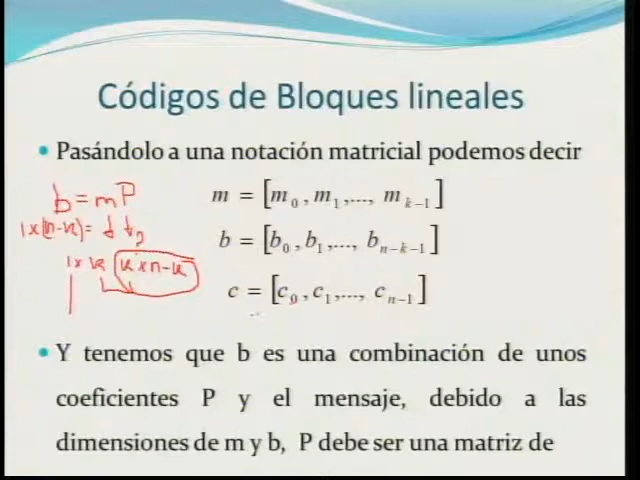 Códigos de Bloques lineales
• Pasándolo a una notación matricial podemos decir
b = mP
m = [m₀, m₁,..., mₖ₋₁]
1x(n-k)=
b = [b₀, b₁,..., bₙ₋ₖ₋₁]
1xk kxn-k
c = [c₀, c₁,..., cₙ₋₁]
• Y tenemos que b es una combinación de unos
coeficientes P y el mensaje, debido a las
dimensiones de m y b, P debe ser una matriz de